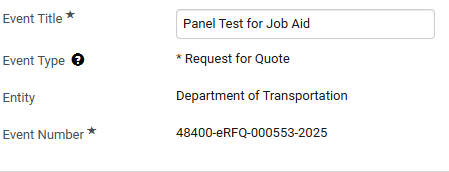 Event Title * Panel Test for Job Aid
Event Type ? * Request for Quote
Entity Department of Transportation
Event Number * 48400-eRFQ-000553-2025